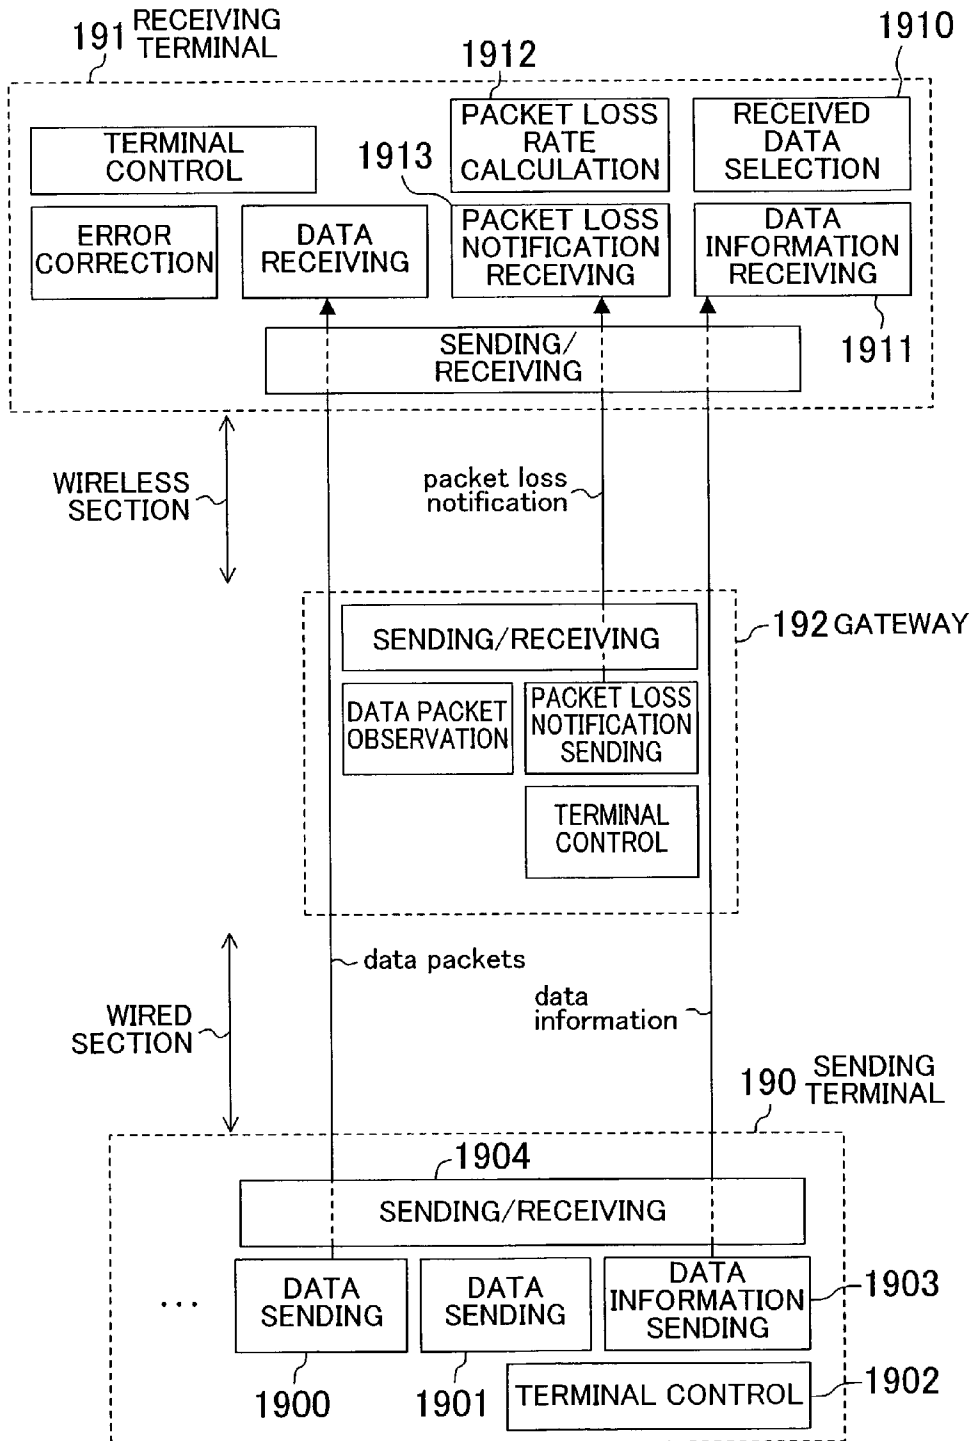 191 RECEIVING
TERMINAL
1912
1910
TERMINAL
CONTROL
1913
PACKET LOSS
RATE
CALCULATION
RECEIVED
DATA
SELECTION
ERROR
CORRECTION
DATA
RECEIVING
PACKET LOSS
NOTIFICATION
RECEIVING
DATA
INFORMATION
RECEIVING
1911
SENDING/
RECEIVING
WIRELESS
SECTION
packet loss
notification
SENDING/RECEIVING
192 GATEWAY
DATA PACKET
OBSERVATION
PACKET LOSS
NOTIFICATION
SENDING
TERMINAL
CONTROL
data packets
WIRED
SECTION
data
information
190 SENDING
TERMINAL
1904
SENDING/RECEIVING
...
DATA
SENDING
DATA
SENDING
DATA
INFORMATION
SENDING
1903
1900
1901
TERMINAL CONTROL
1902